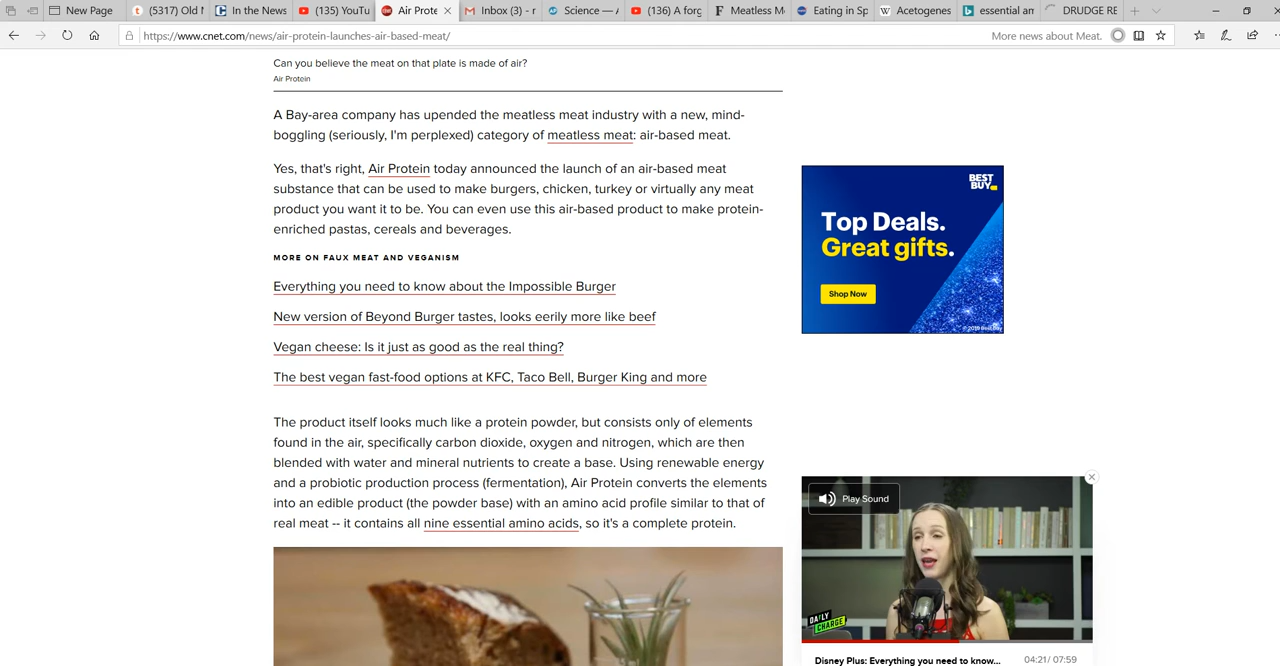 New Page
(5317) Old M
In the News
(135) YouTu
Air Prote
Inbox (3) - r
Science — A
(136) A forg
Meatless M
Eating in Sp
Acetogenes
essential am
DRUDGE RE
https://www.cnet.com/news/air-protein-launches-air-based-meat/
More news about Meat.
Can you believe the meat on that plate is made of air?
Air Protein
A Bay-area company has upended the meatless meat industry with a new, mind-
boggling (seriously, I'm perplexed) category of meatless meat: air-based meat.
Yes, that's right, Air Protein today announced the launch of an air-based meat
substance that can be used to make burgers, chicken, turkey or virtually any meat
product you want it to be. You can even use this air-based product to make protein-
enriched pastas, cereals and beverages.
MORE ON FAUX MEAT AND VEGANISM
Everything you need to know about the Impossible Burger
New version of Beyond Burger tastes, looks eerily more like beef
Vegan cheese: Is it just as good as the real thing?
The best vegan fast-food options at KFC, Taco Bell, Burger King and more
The product itself looks much like a protein powder, but consists only of elements
found in the air, specifically carbon dioxide, oxygen and nitrogen, which are then
blended with water and mineral nutrients to create a base. Using renewable energy
and a probiotic production process (fermentation), Air Protein converts the elements
into an edible product (the powder base) with an amino acid profile similar to that of
real meat -- it contains all nine essential amino acids, so it's a complete protein.
BEST
BUY
Top Deals.
Great gifts.
Shop Now
© 2019 Best Buy
Play Sound
DAILY
CHARGE
Disney Plus: Everything you need to know...
04:21/ 07:59